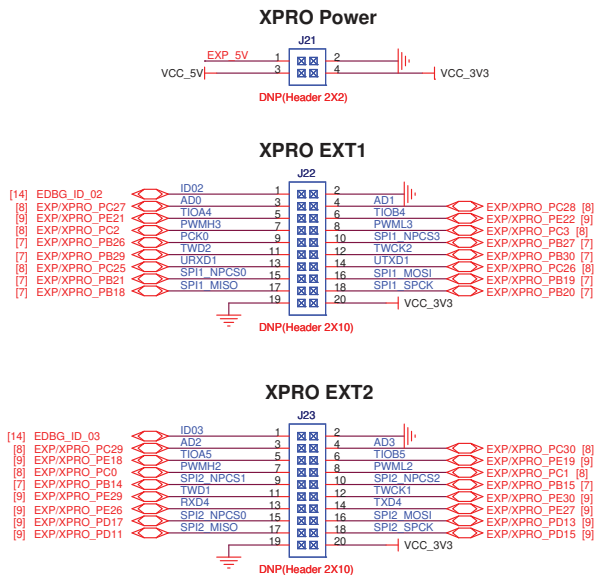 XPRO Power
J21
EXP_5V 1 2
VCC_5V 3 4 VCC_3V3
DNP(Header 2X2)
XPRO EXT1
J22
[14] EDBG_ID_02 ID02 1 2
[8] EXP/XPRO_PC27 AD0 3 4 AD1 EXP/XPRO_PC28 [8]
[9] EXP/XPRO_PE21 TIOA4 5 6 TIOB4 EXP/XPRO_PE22 [9]
[8] EXP/XPRO_PC2 PWMH3 7 8 PWML3 EXP/XPRO_PC3 [8]
[7] EXP/XPRO_PB26 PCK0 9 10 SPI1_NPCS3 EXP/XPRO_PB27 [7]
[7] EXP/XPRO_PB29 TWD2 11 12 TWCK2 EXP/XPRO_PB30 [7]
[8] EXP/XPRO_PC25 URXD1 13 14 UTXD1 EXP/XPRO_PC26 [8]
[7] EXP/XPRO_PB21 SPI1_NPCS0 15 16 SPI1_MOSI EXP/XPRO_PB19 [7]
[7] EXP/XPRO_PB18 SPI1_MISO 17 18 SPI1_SPCK EXP/XPRO_PB20 [7]
19 20 VCC_3V3
DNP(Header 2X10)
XPRO EXT2
J23
[14] EDBG_ID_03 ID03 1 2
[8] EXP/XPRO_PC29 AD2 3 4 AD3 EXP/XPRO_PC30 [8]
[9] EXP/XPRO_PE18 TIOA5 5 6 TIOB5 EXP/XPRO_PE19 [9]
[8] EXP/XPRO_PC0 PWMH2 7 8 PWML2 EXP/XPRO_PC1 [8]
[7] EXP/XPRO_PB14 SPI2_NPCS1 9 10 SPI2_NPCS2 EXP/XPRO_PB15 [7]
[9] EXP/XPRO_PE29 TWD1 11 12 TWCK1 EXP/XPRO_PE30 [9]
[9] EXP/XPRO_PE26 RXD4 13 14 TXD4 EXP/XPRO_PE27 [9]
[9] EXP/XPRO_PD17 SPI2_NPCS0 15 16 SPI2_MOSI EXP/XPRO_PD13 [9]
[9] EXP/XPRO_PD11 SPI2_MISO 17 18 SPI2_SPCK EXP/XPRO_PD15 [9]
19 20 VCC_3V3
DNP(Header 2X10)